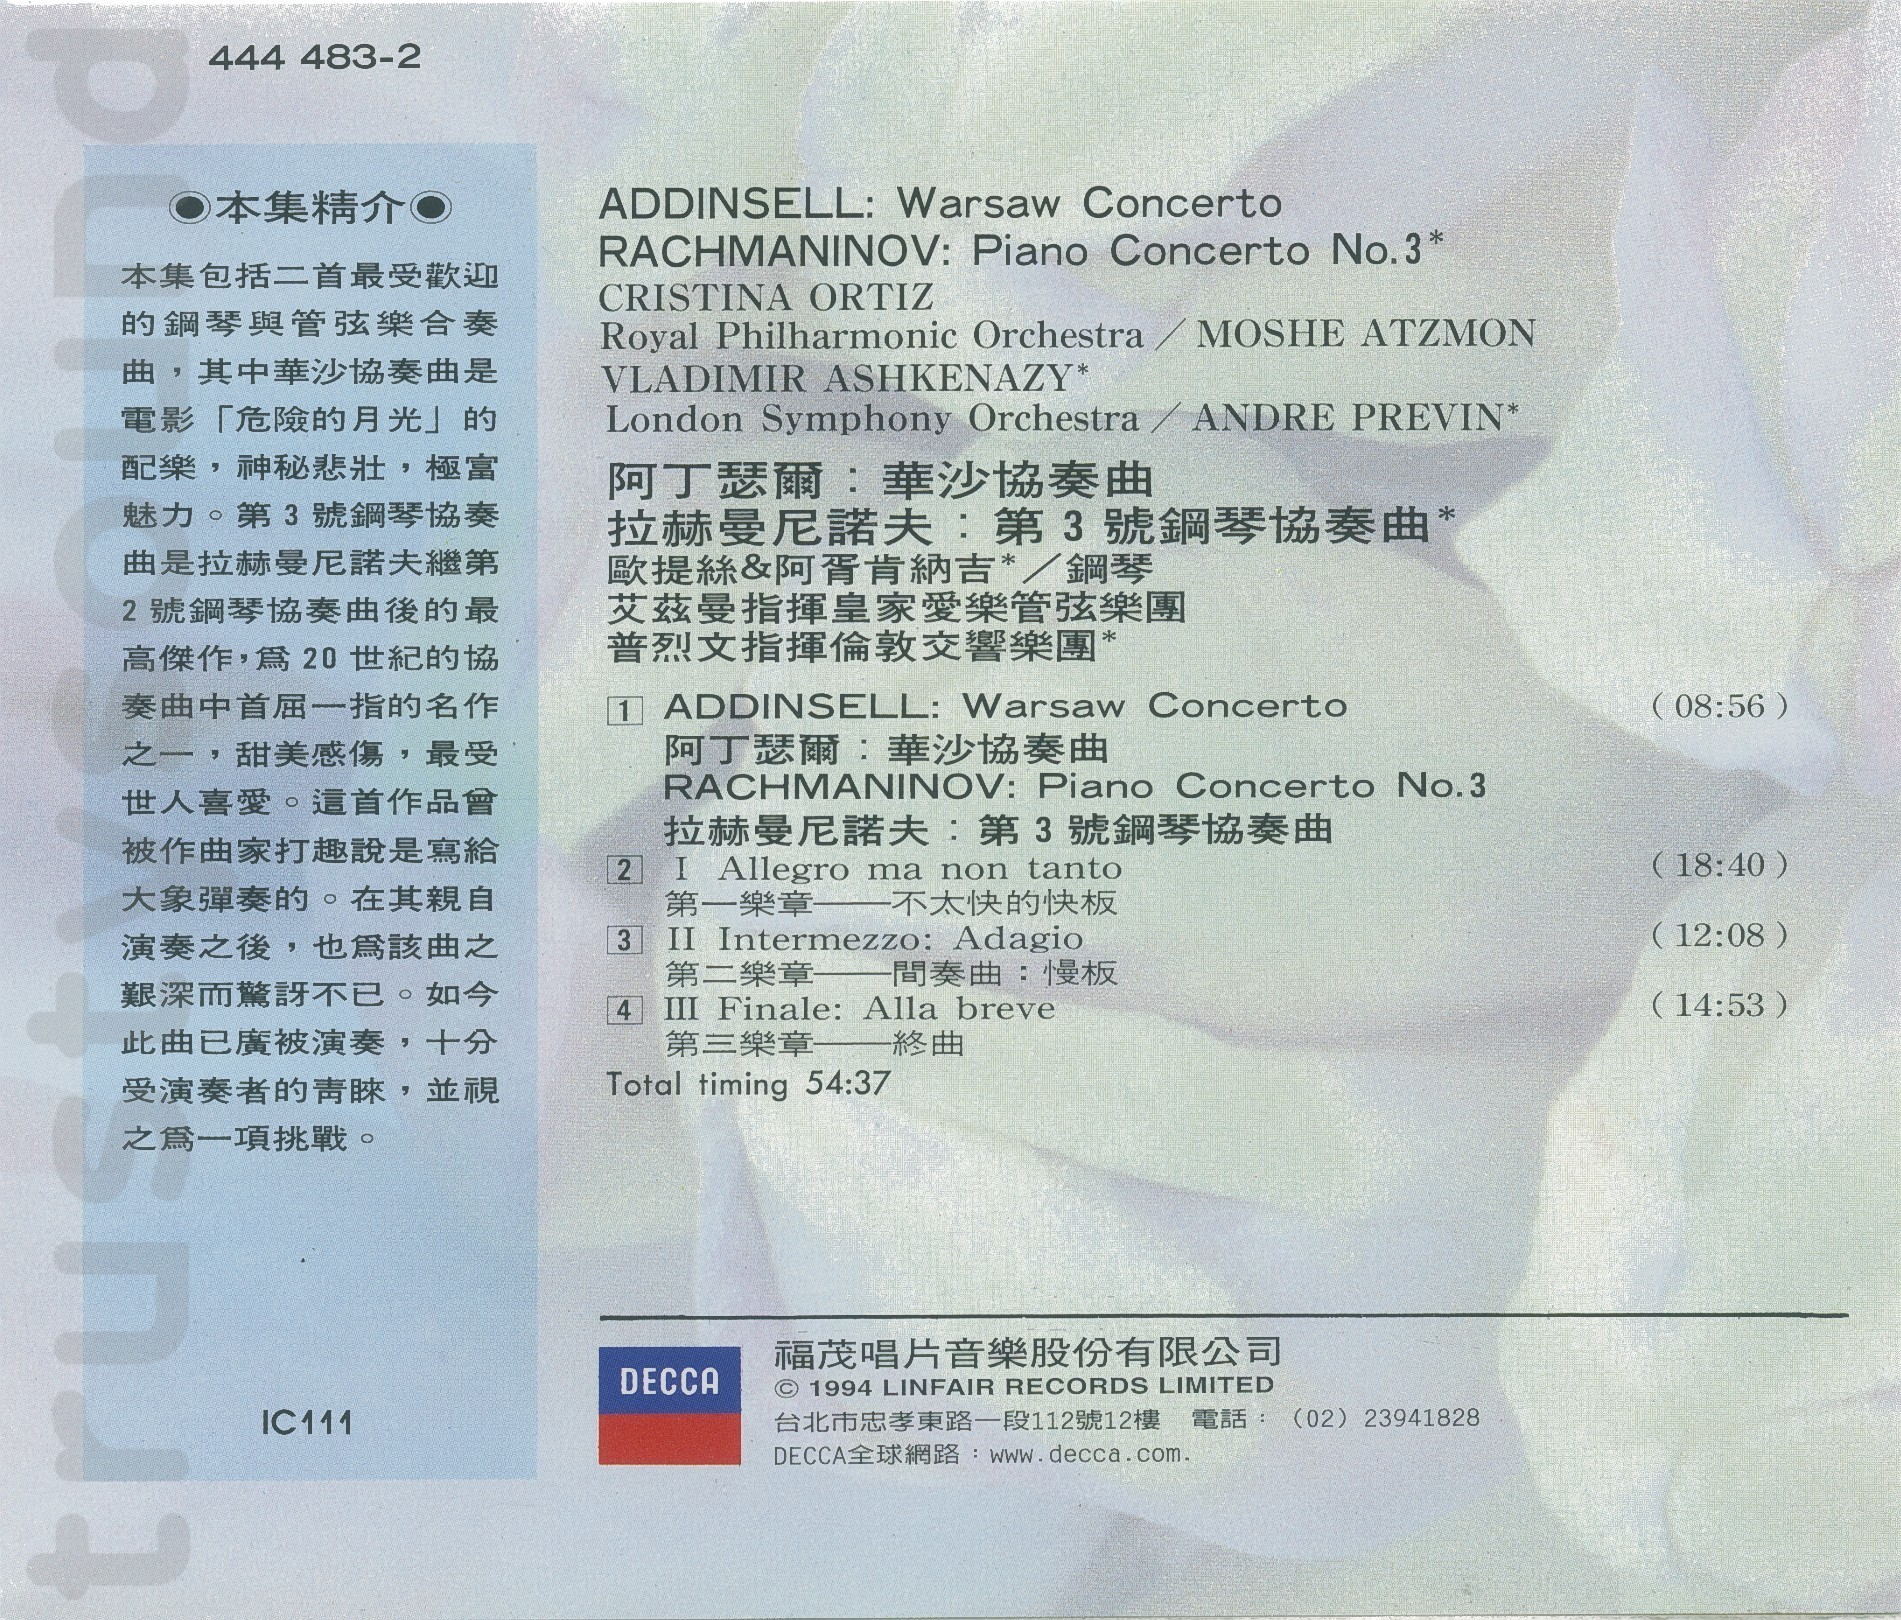 444 483-2
◉本集精介◉
本集包括二首最受歡迎
的鋼琴與管弦樂合奏
曲，其中華沙協奏曲是
電影「危險的月光」的
配樂，神秘悲壯，極富
魅力。第3號鋼琴協奏
曲是拉赫曼尼諾夫繼第
2號鋼琴協奏曲後的最
高傑作，爲20世紀的協
奏曲中首屈一指的名作
之一，甜美感傷，最受
世人喜愛。這首作品曾
被作曲家打趣說是寫給
大象彈奏的。在其親自
演奏之後，也爲該曲之
艱深而驚訝不已。如今
此曲已廣被演奏，十分
受演奏者的靑睞，並視
之爲一項挑戰。
IC111
ADDINSELL: Warsaw Concerto
RACHMANINOV: Piano Concerto No.3*
CRISTINA ORTIZ
Royal Philharmonic Orchestra／MOSHE ATZMON
VLADIMIR ASHKENAZY*
London Symphony Orchestra／ANDRE PREVIN*
阿丁瑟爾：華沙協奏曲
拉赫曼尼諾夫：第3號鋼琴協奏曲*
歐提絲&阿胥肯納吉*／鋼琴
艾茲曼指揮皇家愛樂管弦樂團
普烈文指揮倫敦交響樂團*
1 ADDINSELL: Warsaw Concerto (08:56)
阿丁瑟爾：華沙協奏曲
RACHMANINOV: Piano Concerto No.3
拉赫曼尼諾夫：第3號鋼琴協奏曲
2 I Allegro ma non tanto (18:40)
第一樂章——不太快的快板
3 II Intermezzo: Adagio (12:08)
第二樂章——間奏曲：慢板
4 III Finale: Alla breve (14:53)
第三樂章——終曲
Total timing 54:37
DECCA
福茂唱片音樂股份有限公司
© 1994 LINFAIR RECORDS LIMITED
台北市忠孝東路一段112號12樓 電話：（02）23941828
DECCA全球網路：www.decca.com.